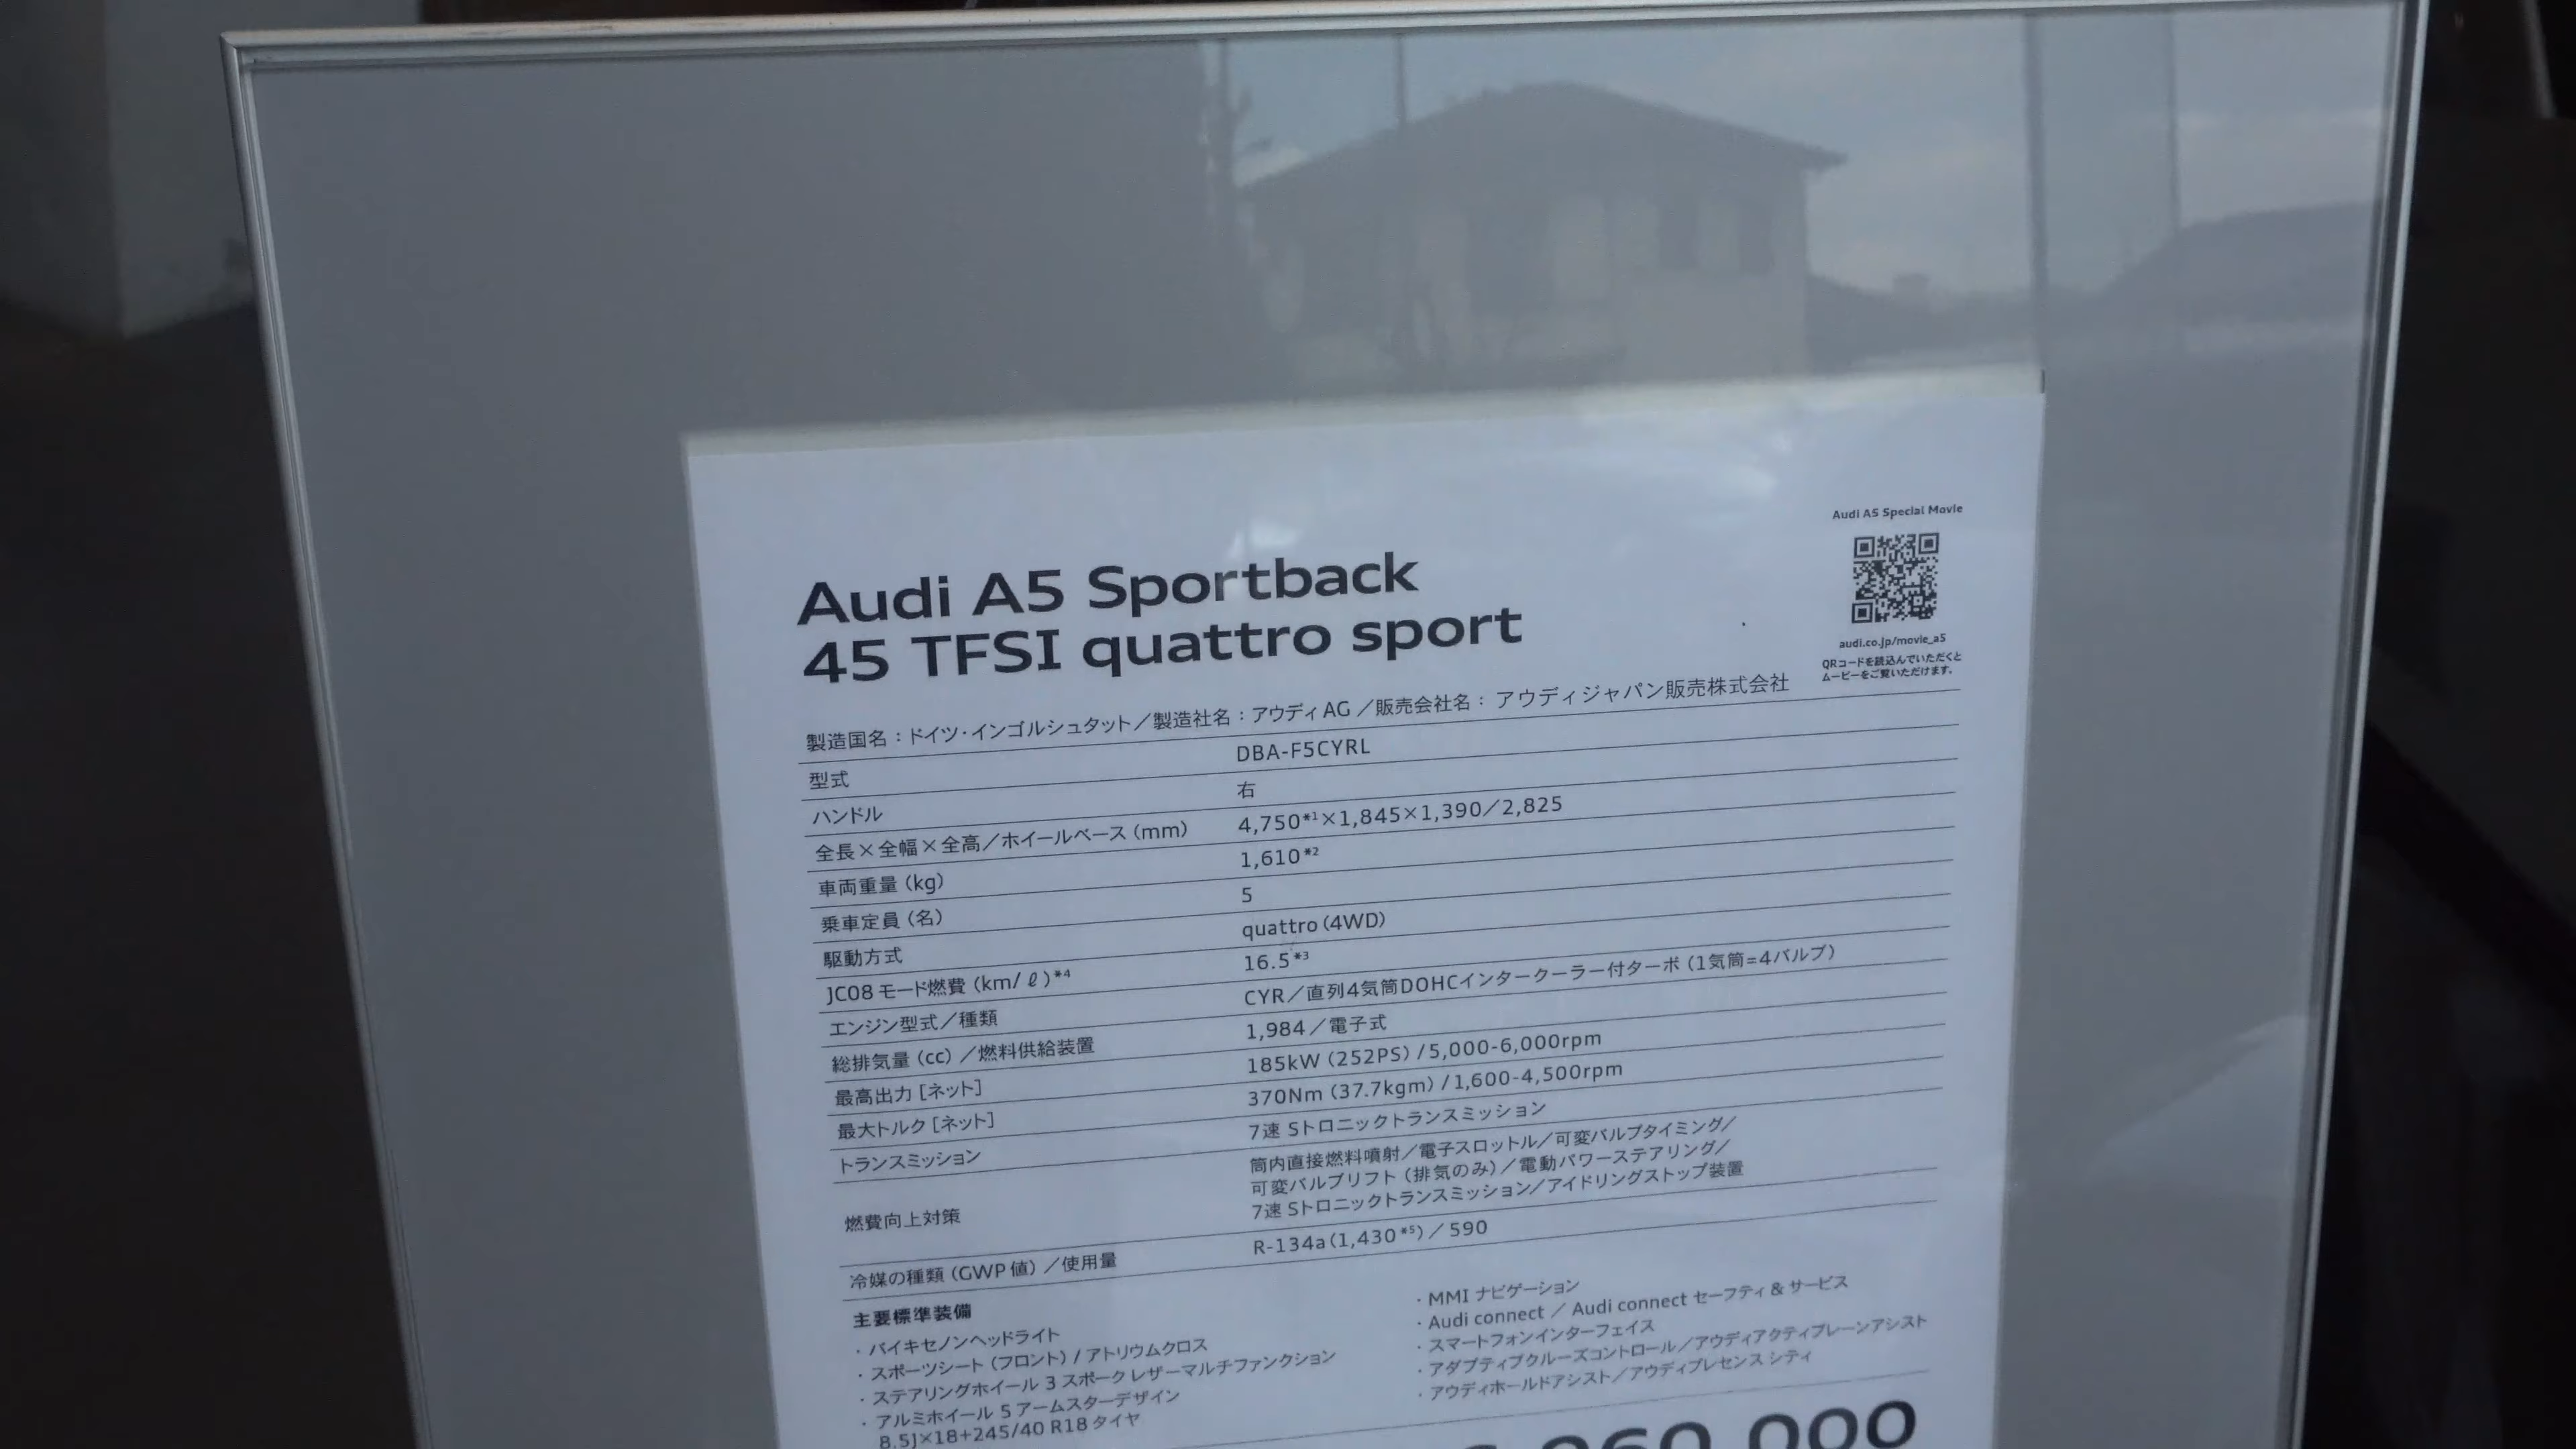 Audi A5 Special Movie
audi.co.jp/movie_a5
QRコードを読込んでいただくと
ムービーをご覧いただけます。
Audi A5 Sportback
45 TFSI quattro sport
製造国名：ドイツ・インゴルシュタット／製造社名：アウディ AG ／販売会社名： アウディジャパン販売株式会社
型式 DBA-F5CYRL
ハンドル 右
全長×全幅×全高／ホイールベース（mm） 4,750*1×1,845×1,390／2,825
車両重量（kg） 1,610*2
乗車定員（名） 5
駆動方式 quattro（4WD）
JC08 モード燃費（km/ℓ）*4 16.5*3
エンジン型式／種類 CYR／直列4気筒DOHCインタークーラー付ターボ（1気筒=4バルブ）
総排気量（cc）／燃料供給装置 1,984／電子式
最高出力［ネット］ 185kW（252PS）/5,000-6,000rpm
最大トルク［ネット］ 370Nm（37.7kgm）/1,600-4,500rpm
トランスミッション 7速 Sトロニックトランスミッション
燃費向上対策 筒内直接燃料噴射／電子スロットル／可変バルブタイミング／
可変バルブリフト（排気のみ）／電動パワーステアリング／
7速 Sトロニックトランスミッション／アイドリングストップ装置
冷媒の種類（GWP 値）／使用量 R-134a（1,430*5）／590
主要標準装備
・バイキセノンヘッドライト
・スポーツシート（フロント）/ アトリウムクロス
・ステアリングホイール 3 スポーク レザーマルチファンクション
・アルミホイール 5 アームスターデザイン
8.5J×18+245/40 R18 タイヤ
・MMI ナビゲーション
・Audi connect ／ Audi connect セーフティ & サービス
・スマートフォンインターフェイス
・アダプティブクルーズコントロール／アウディアクティブレーンアシスト
・アウディホールドアシスト／アウディプレセンス シティ